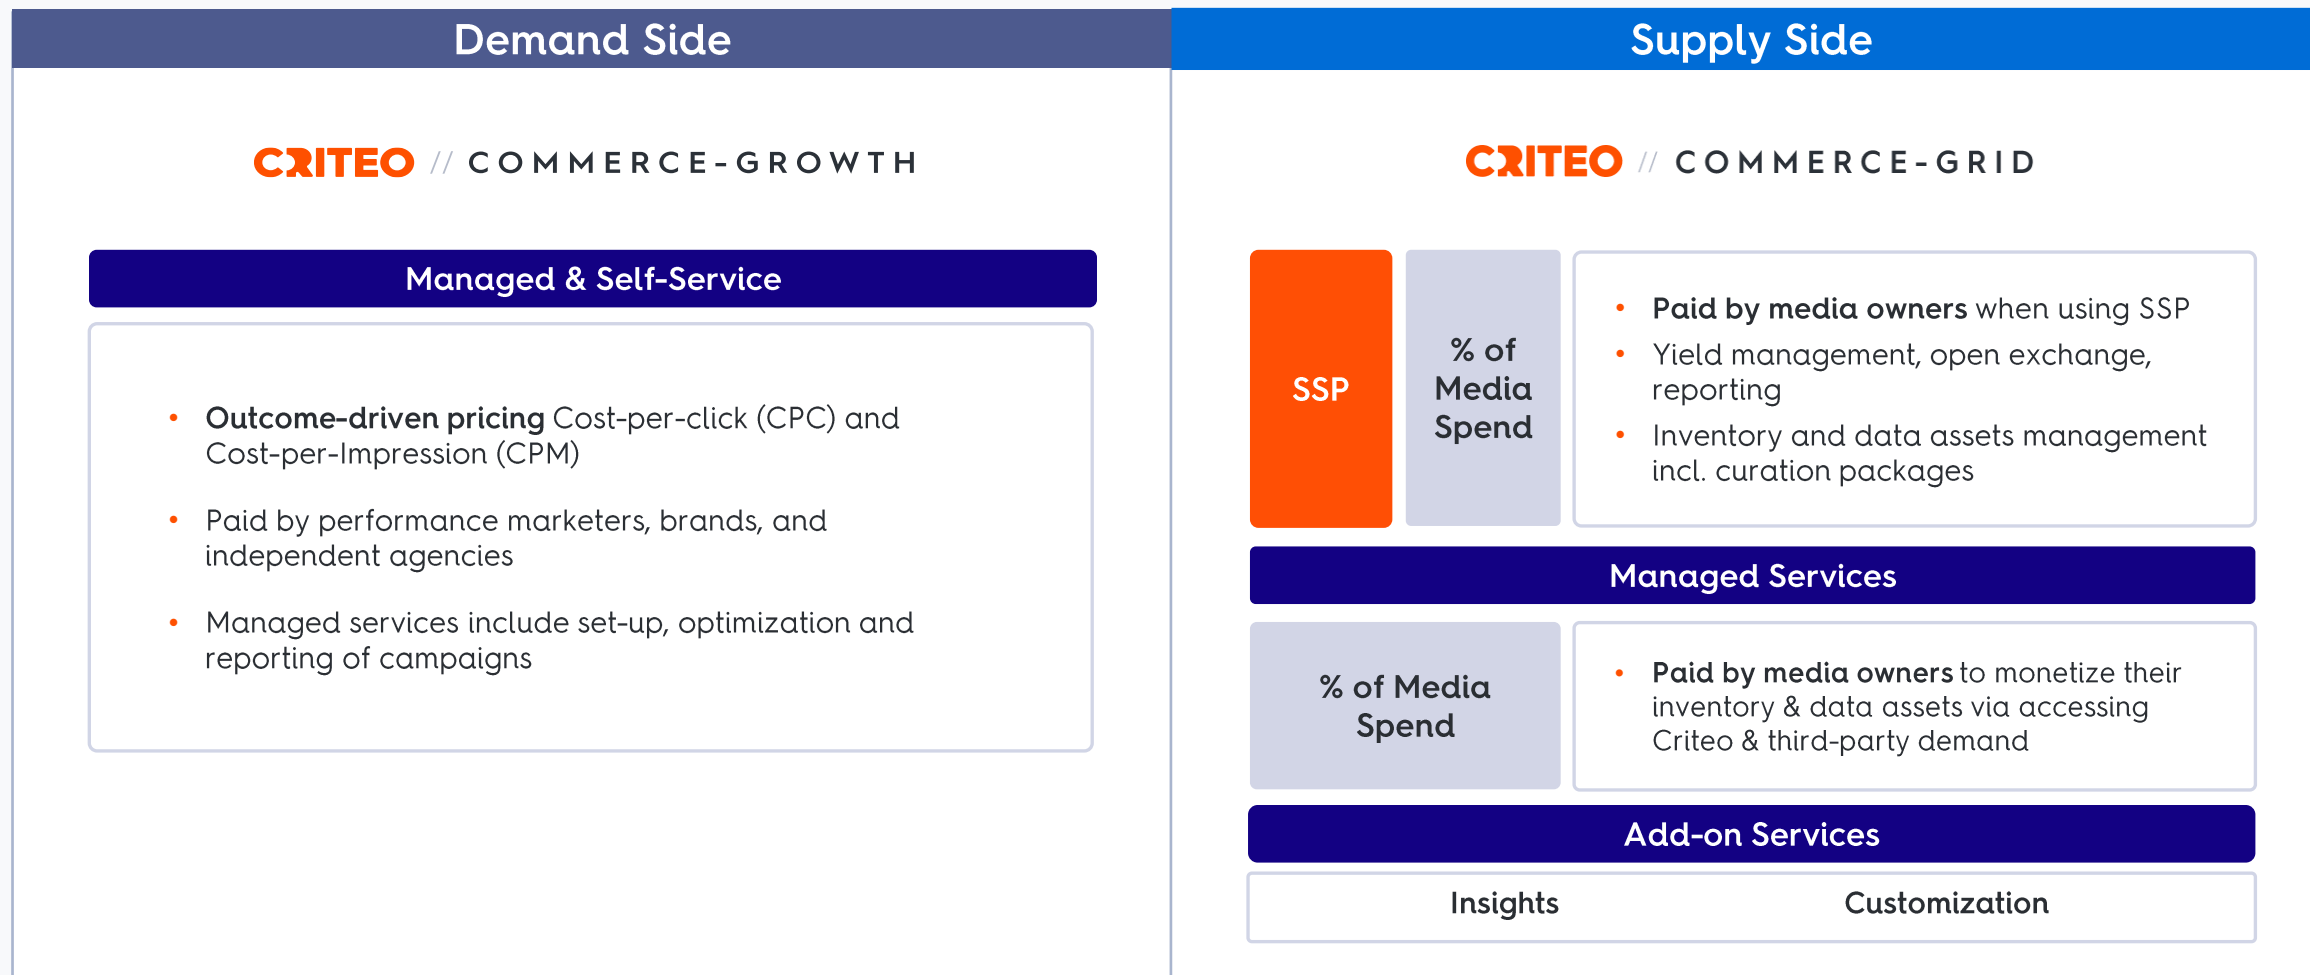 Demand Side
CRITEO // COMMERCE-GROWTH
Managed & Self-Service
• Outcome-driven pricing Cost-per-click (CPC) and
Cost-per-Impression (CPM)
• Paid by performance marketers, brands, and
independent agencies
• Managed services include set-up, optimization and
reporting of campaigns
Supply Side
CRITEO // COMMERCE-GRID
SSP
% of
Media
Spend
• Paid by media owners when using SSP
• Yield management, open exchange,
reporting
• Inventory and data assets management
incl. curation packages
Managed Services
% of Media
Spend
• Paid by media owners to monetize their
inventory & data assets via accessing
Criteo & third-party demand
Add-on Services
Insights
Customization